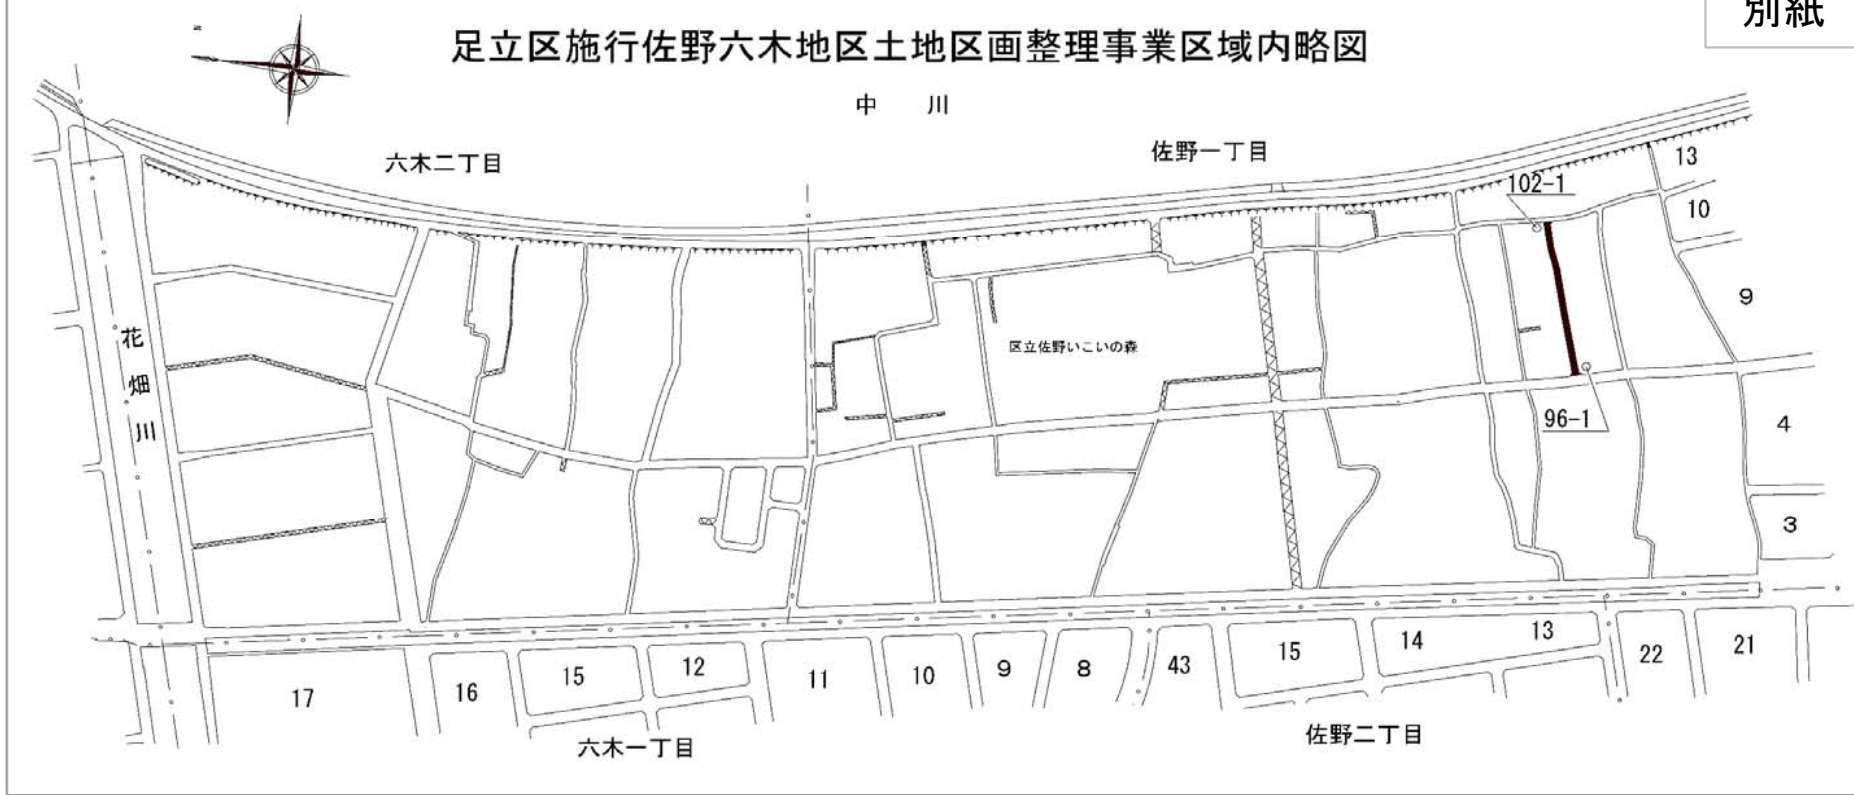 別紙
足立区施行佐野六木地区土地区画整理事業区域内略図
中 川
六木二丁目
佐野一丁目
13
102-1
10
9
花畑川
区立佐野いこいの森
96-1
4
3
17
16
15
12
11
10
9
8
43
15
14
13
22
21
六木一丁目
佐野二丁目